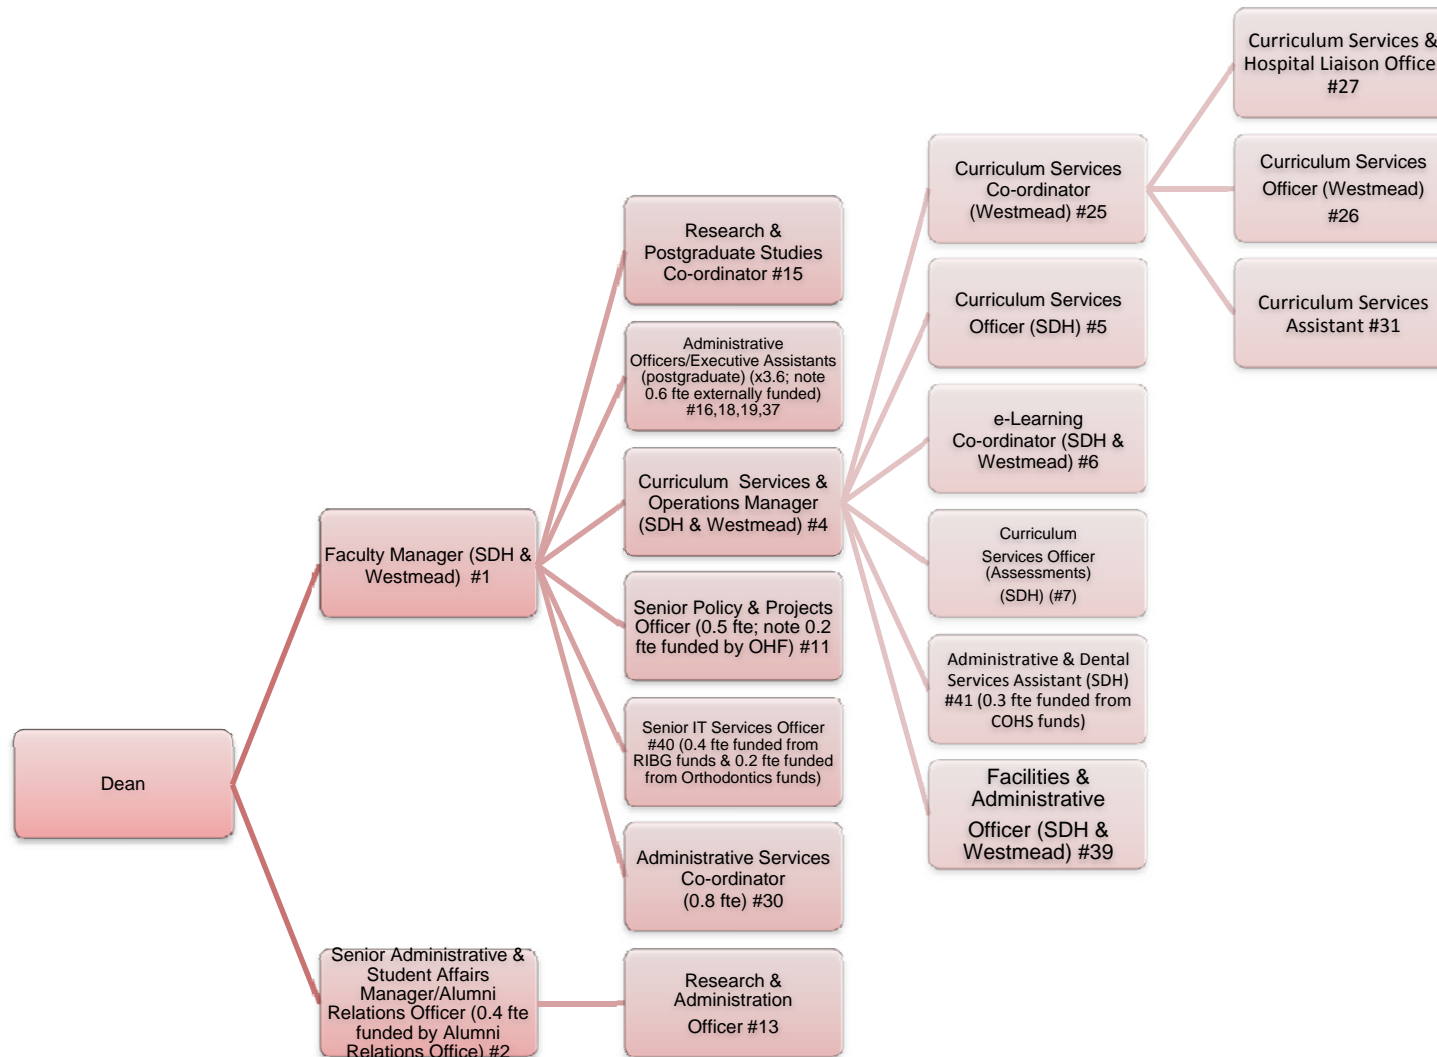 Dean
Faculty Manager (SDH &
Westmead) #1
Senior Administrative &
Student Affairs
Manager/Alumni
Relations Officer (0.4 fte
funded by Alumni
Relations Office) #2
Research &
Postgraduate Studies
Co-ordinator #15
Administrative
Officers/Executive Assistants
(postgraduate) (x3.6; note
0.6 fte externally funded)
#16,18,19,37
Curriculum Services &
Operations Manager
(SDH & Westmead) #4
Senior Policy & Projects
Officer (0.5 fte; note 0.2
fte funded by OHF) #11
Senior IT Services Officer
#40 (0.4 fte funded from
RIBG funds & 0.2 fte funded
from Orthodontics funds)
Administrative Services
Co-ordinator
(0.8 fte) #30
Research &
Administration
Officer #13
Curriculum Services
Co-ordinator
(Westmead) #25
Curriculum Services
Officer (SDH) #5
e-Learning
Co-ordinator (SDH &
Westmead) #6
Curriculum
Services Officer
(Assessments)
(SDH) (#7)
Administrative & Dental
Services Assistant (SDH)
#41 (0.3 fte funded from
COHS funds)
Facilities &
Administrative
Officer (SDH &
Westmead) #39
Curriculum Services &
Hospital Liaison Office
#27
Curriculum Services
Officer (Westmead)
#26
Curriculum Services
Assistant #31